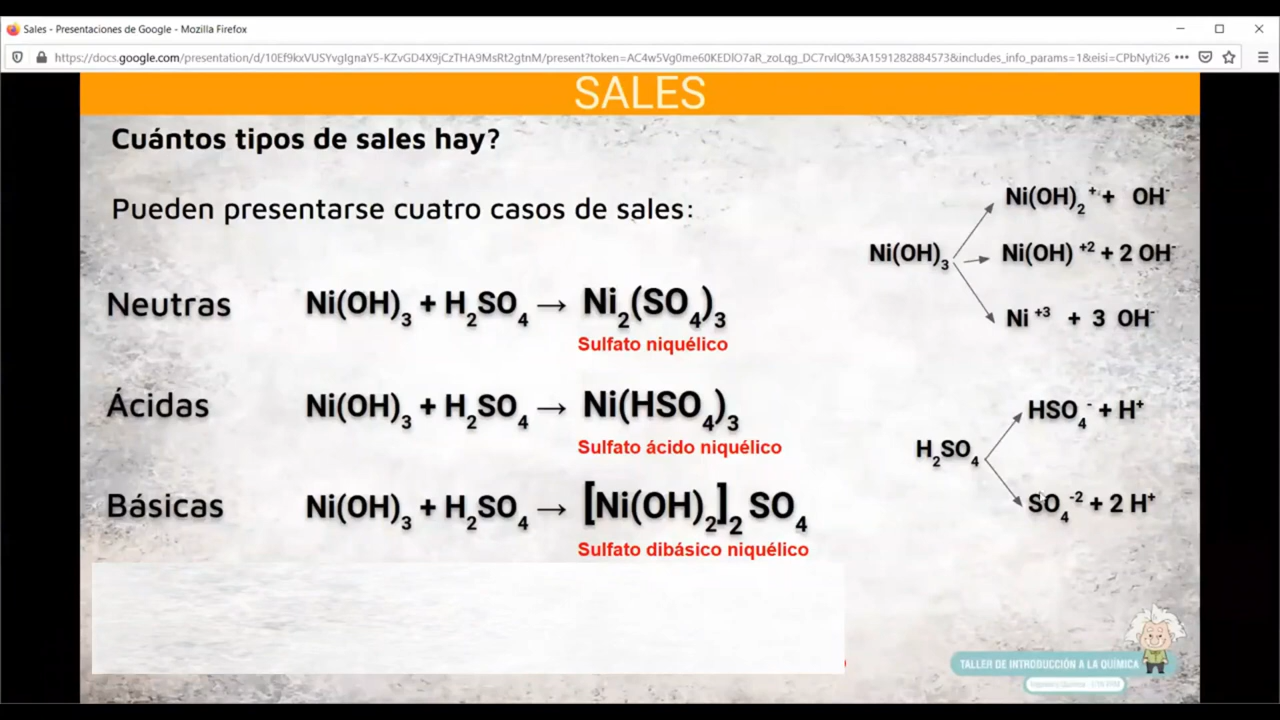 Sales - Presentaciones de Google - Mozilla Firefox
https://docs.google.com/presentation/d/10Ef9kxVUSYvgIgnaY5-KZvGD4X9jCzTHA9MsRt2gtnM/present?token=AC4w5Vg0me60KEDIO7aR_zoLqg_DC7rvIQ%3A1591282884573&includes_info_params=1&eisi=CPbNyti26
SALES
Cuántos tipos de sales hay?
Pueden presentarse cuatro casos de sales:
Ni(OH)₂⁺ + OH⁻
Ni(OH)₃ → Ni(OH)⁺² + 2 OH⁻
Ni⁺³ + 3 OH⁻
Neutras Ni(OH)₃ + H₂SO₄ → Ni₂(SO₄)₃
Sulfato niquélico
Ácidas Ni(OH)₃ + H₂SO₄ → Ni(HSO₄)₃
Sulfato ácido niquélico
HSO₄⁻ + H⁺
H₂SO₄
SO₄⁻² + 2 H⁺
Básicas Ni(OH)₃ + H₂SO₄ → [Ni(OH)₂]₂ SO₄
Sulfato dibásico niquélico
TALLER DE INTRODUCCIÓN A LA QUÍMICA